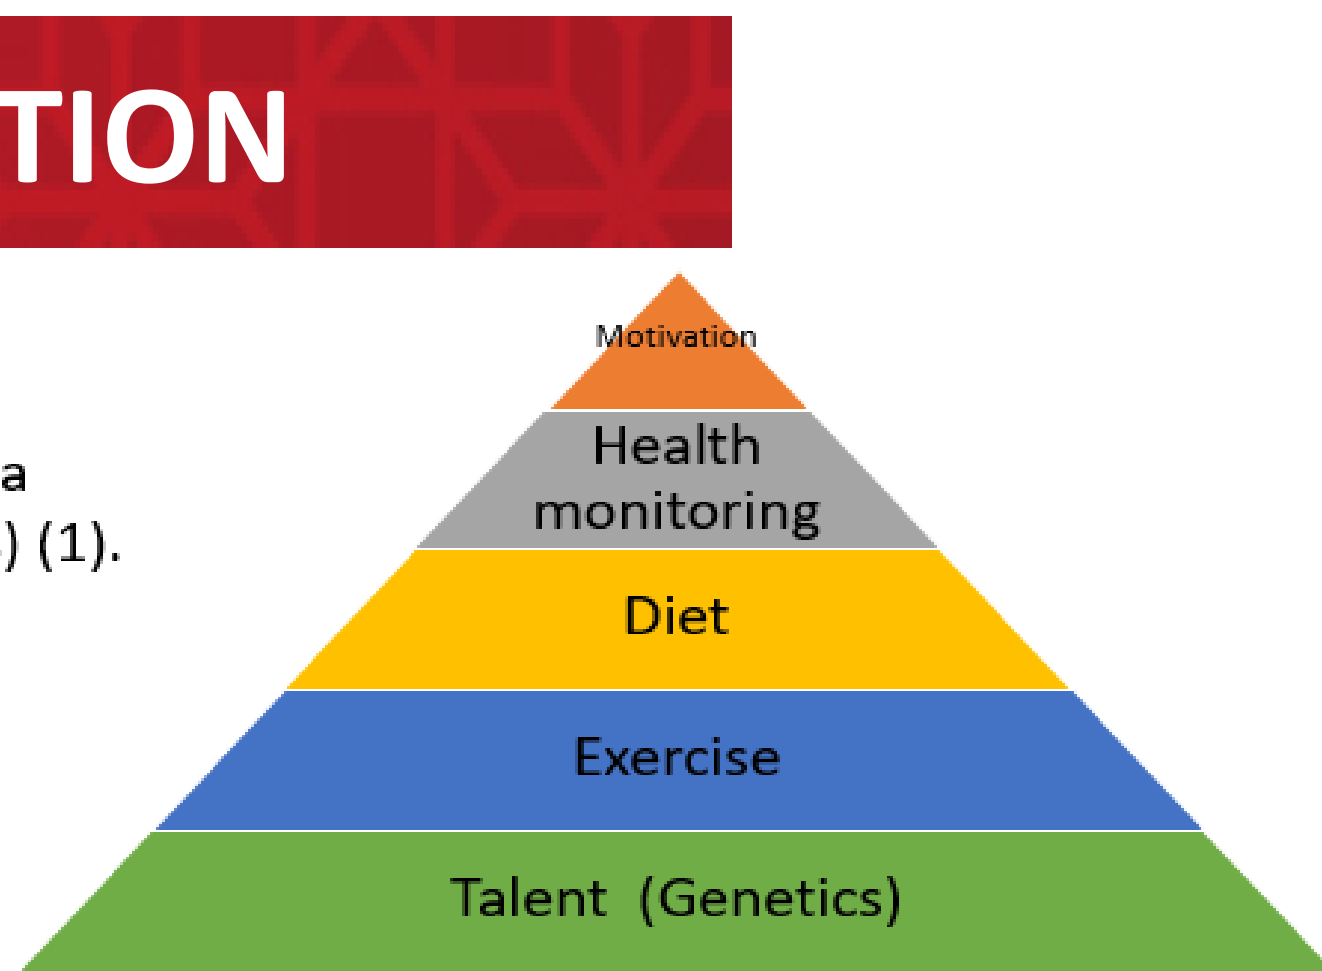 TION
a
) (1).
Motivation
Health
monitoring
Diet
Exercise
Talent (Genetics)